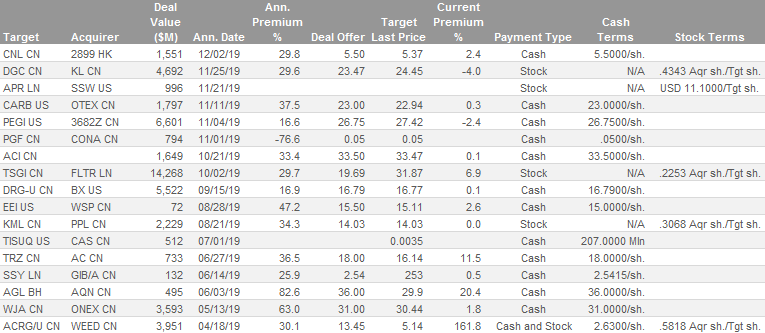 Deal Ann. Target Current
Value Premium Last Price Premium Cash
Target Acquirer ($M) Ann. Date % Deal Offer % Payment Type Terms Stock Terms
CNL CN 2899 HK 1,551 12/02/19 29.8 5.50 5.37 2.4 Cash 5.5000/sh.
DGC CN KL CN 4,692 11/25/19 29.6 23.47 24.45 -4.0 Stock N/A .4343 Aqr sh./Tgt sh.
APR LN SSW US 996 11/21/19 Stock N/A USD 11.1000/Tgt sh.
CARB US OTEX CN 1,797 11/11/19 37.5 23.00 22.94 0.3 Cash 23.0000/sh.
PEGI US 3682Z CN 6,601 11/04/19 16.6 26.75 27.42 -2.4 Cash 26.7500/sh.
PGF CN CONA CN 794 11/01/19 -76.6 0.05 0.05 Cash .0500/sh.
ACI CN 1,649 10/21/19 33.4 33.50 33.47 0.1 Cash 33.5000/sh.
TSGI CN FLTR LN 14,268 10/02/19 29.7 19.69 31.87 6.9 Stock N/A .2253 Aqr sh./Tgt sh.
DRG-U CN BX US 5,522 09/15/19 16.9 16.79 16.77 0.1 Cash 16.7900/sh.
EEI US WSP CN 72 08/28/19 47.2 15.50 15.11 2.6 Cash 15.0000/sh.
KML CN PPL CN 2,229 08/21/19 34.3 14.03 14.03 0.0 Stock N/A .3068 Aqr sh./Tgt sh.
TISUQ US CAS CN 512 07/01/19 0.0035 Cash 207.0000 Mln
TRZ CN AC CN 733 06/27/19 36.5 18.00 16.14 11.5 Cash 18.0000/sh.
SSY LN GIB/A CN 132 06/14/19 25.9 2.54 253 0.5 Cash 2.5415/sh.
AGL BH AQN CN 495 06/03/19 82.6 36.00 29.9 20.4 Cash 36.0000/sh.
WJA CN ONEX CN 3,593 05/13/19 63.0 31.00 30.44 1.8 Cash 31.0000/sh.
ACRG/U CN WEED CN 3,951 04/18/19 30.1 13.45 5.14 161.8 Cash and Stock 2.6300/sh. .5818 Aqr sh./Tgt sh.